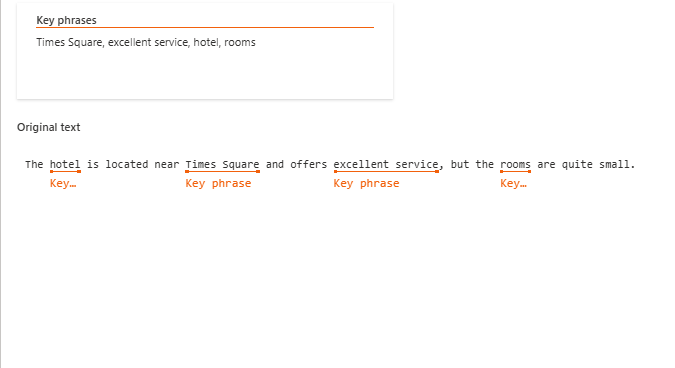 Key phrases
Times Square, excellent service, hotel, rooms
Original text
The hotel is located near Times Square and offers excellent service, but the rooms are quite small.
Key… Key phrase Key phrase Key…